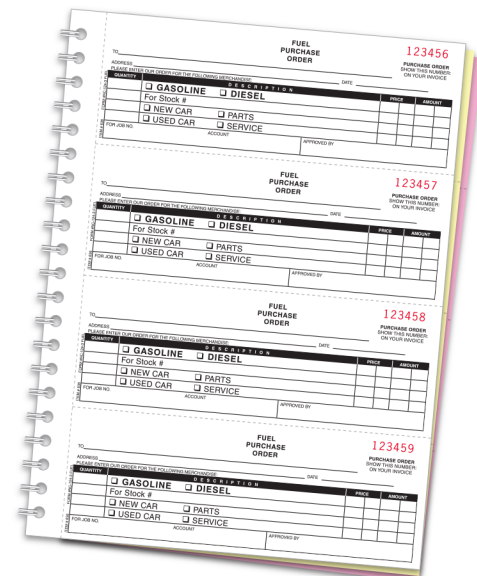 FUEL
PURCHASE
ORDER
123456
TO
PURCHASE ORDER
SHOW THIS NUMBER:
ON YOUR INVOICE
ADDRESS DATE
PLEASE ENTER OUR ORDER FOR THE FOLLOWING MERCHANDISE:
QUANTITY DESCRIPTION PRICE AMOUNT
☐ GASOLINE ☐ DIESEL
For Stock #
☐ NEW CAR ☐ PARTS
☐ USED CAR ☐ SERVICE
FOR JOB NO. ACCOUNT APPROVED BY
FUEL
PURCHASE
ORDER
123457
TO
PURCHASE ORDER
SHOW THIS NUMBER:
ON YOUR INVOICE
ADDRESS DATE
PLEASE ENTER OUR ORDER FOR THE FOLLOWING MERCHANDISE:
QUANTITY DESCRIPTION PRICE AMOUNT
☐ GASOLINE ☐ DIESEL
For Stock #
☐ NEW CAR ☐ PARTS
☐ USED CAR ☐ SERVICE
FOR JOB NO. ACCOUNT APPROVED BY
FUEL
PURCHASE
ORDER
123458
TO
PURCHASE ORDER
SHOW THIS NUMBER:
ON YOUR INVOICE
ADDRESS DATE
PLEASE ENTER OUR ORDER FOR THE FOLLOWING MERCHANDISE:
QUANTITY DESCRIPTION PRICE AMOUNT
☐ GASOLINE ☐ DIESEL
For Stock #
☐ NEW CAR ☐ PARTS
☐ USED CAR ☐ SERVICE
FOR JOB NO. ACCOUNT APPROVED BY
FUEL
PURCHASE
ORDER
123459
TO
PURCHASE ORDER
SHOW THIS NUMBER:
ON YOUR INVOICE
ADDRESS DATE
PLEASE ENTER OUR ORDER FOR THE FOLLOWING MERCHANDISE:
QUANTITY DESCRIPTION PRICE AMOUNT
☐ GASOLINE ☐ DIESEL
For Stock #
☐ NEW CAR ☐ PARTS
☐ USED CAR ☐ SERVICE
FOR JOB NO. ACCOUNT APPROVED BY